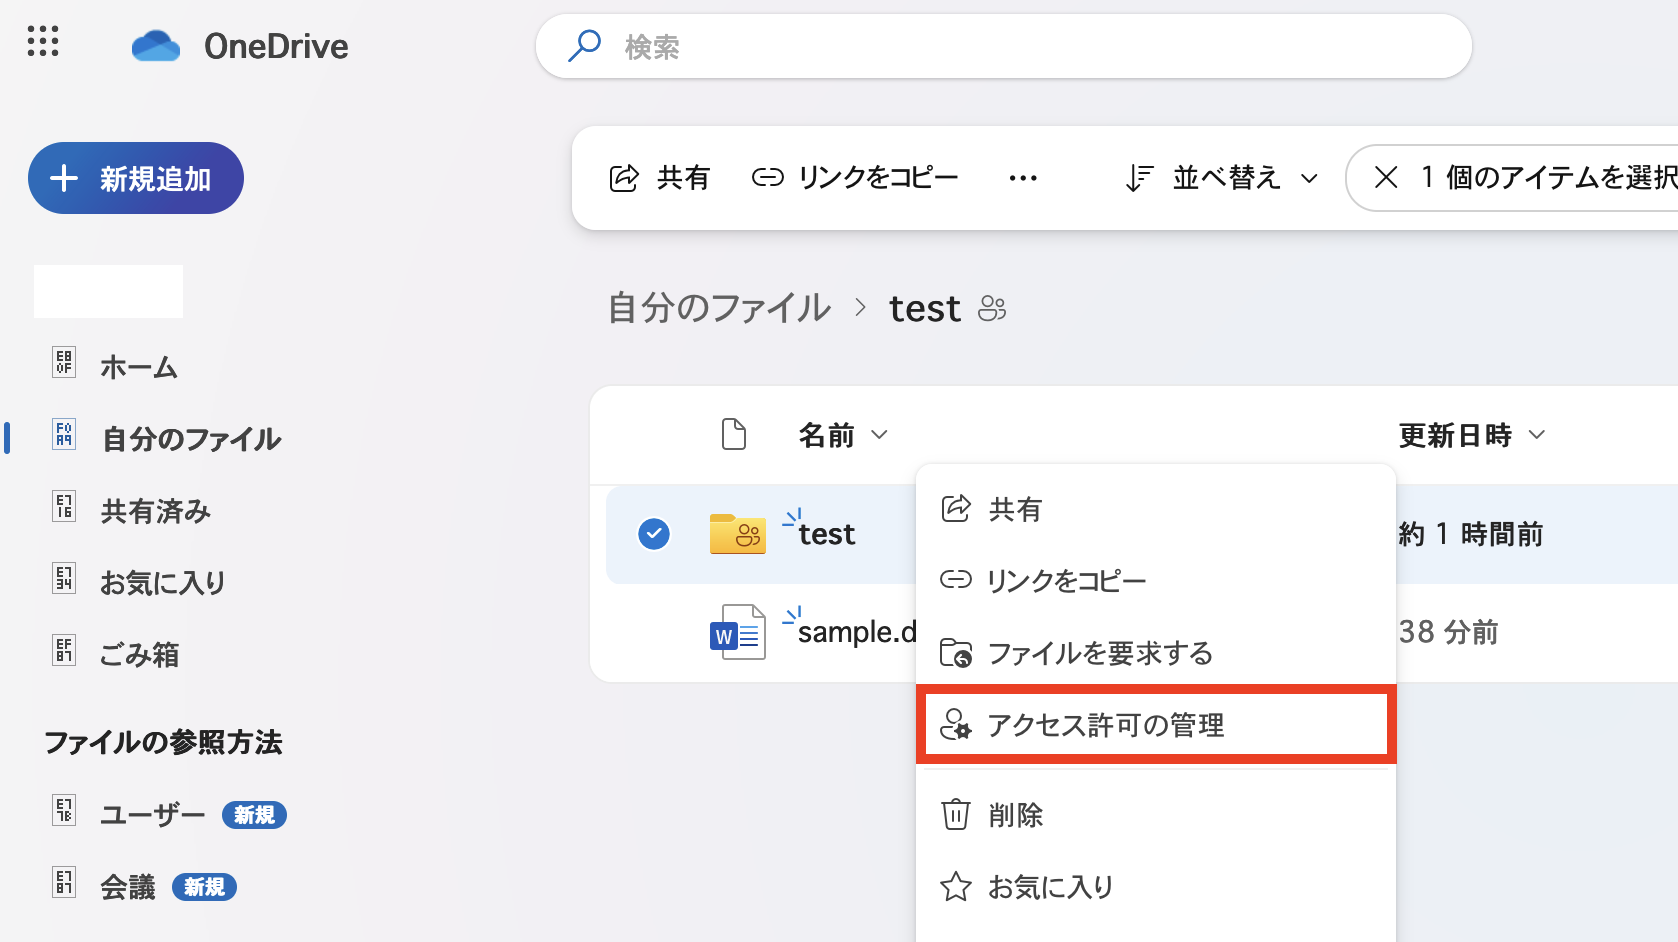 OneDrive
検索
新規追加
共有
リンクをコピー
並べ替え
1 個のアイテムを選択
自分のファイル > test
ホーム
自分のファイル
共有済み
お気に入り
ごみ箱
ファイルの参照方法
ユーザー 新規
会議 新規
名前
更新日時
test
約 1 時間前
sample.d
38 分前
共有
リンクをコピー
ファイルを要求する
アクセス許可の管理
削除
お気に入り